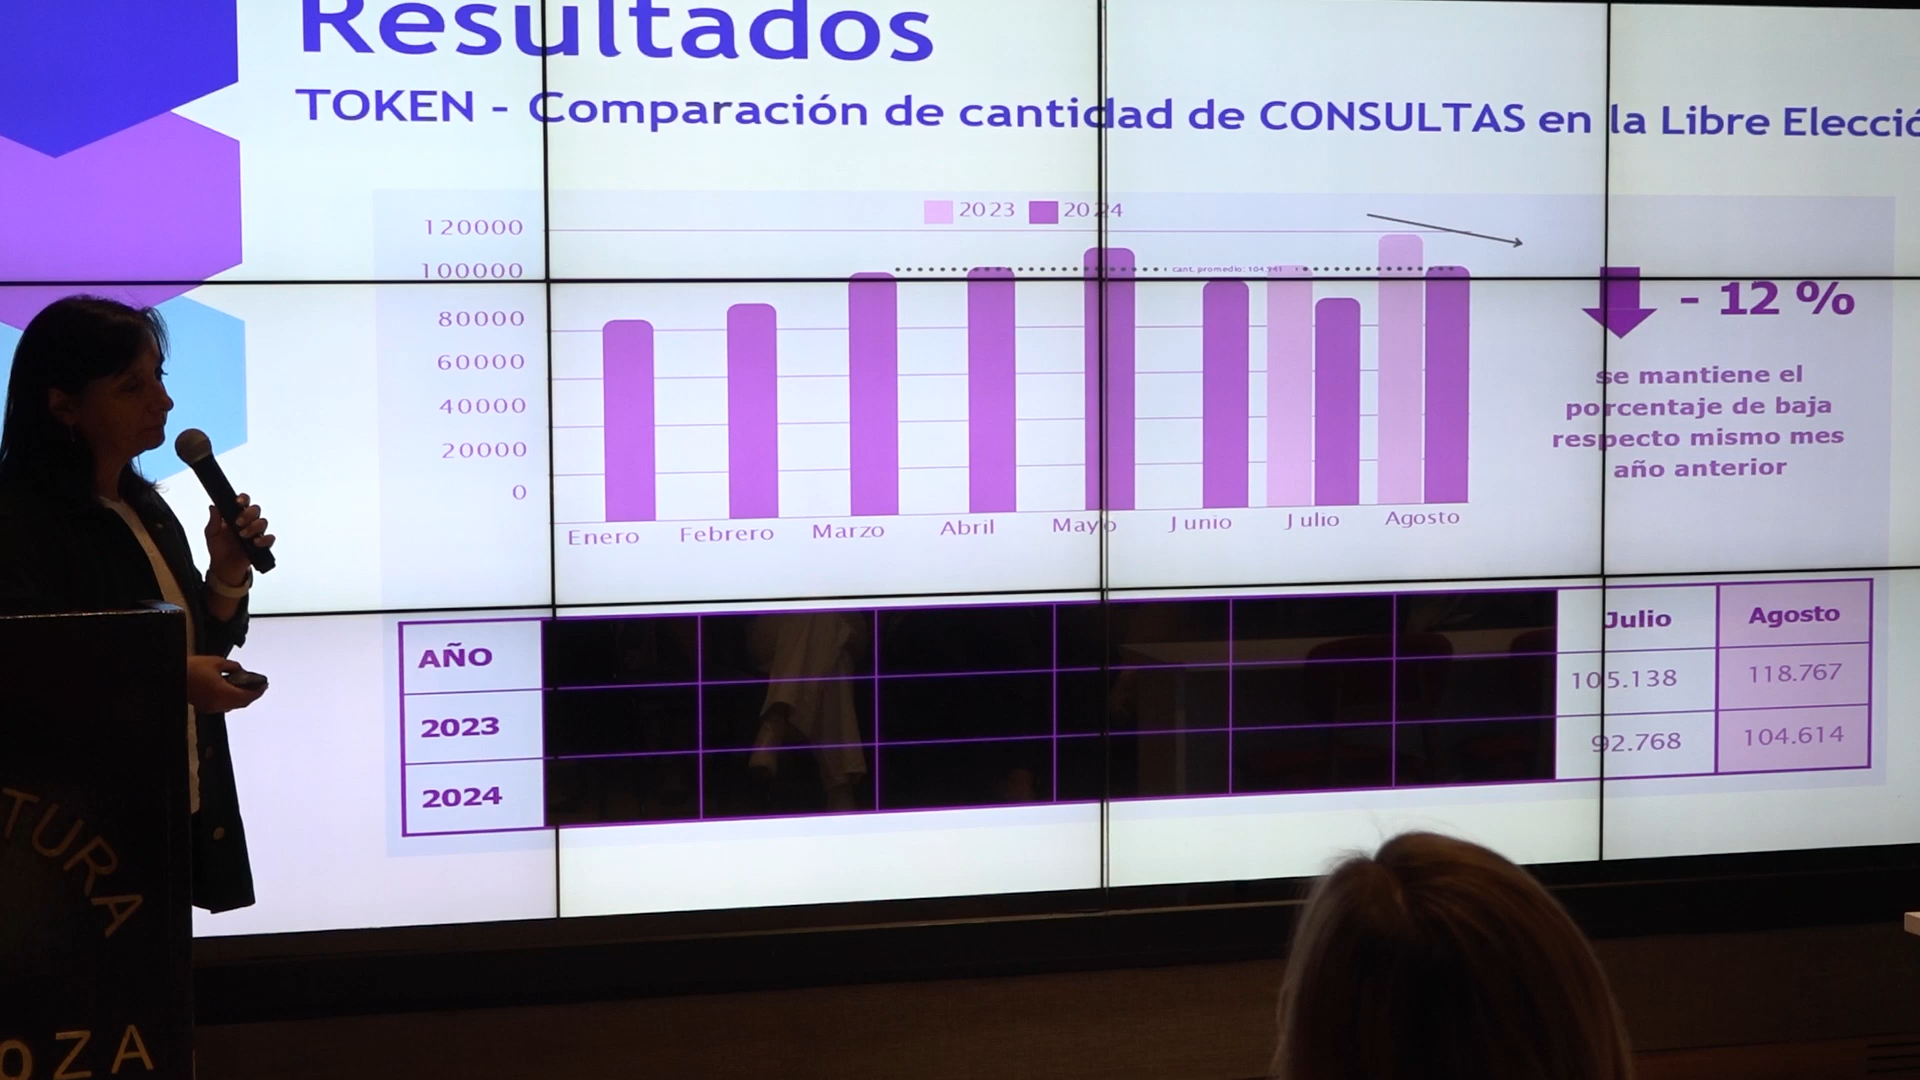 Resultados
TOKEN - Comparación de cantidad de CONSULTAS en la Libre Elecció
2023 2024
120000
100000
80000
60000
40000
20000
0
cant. promedio:
Enero Febrero Marzo Abril Mayo Junio Julio Agosto
- 12 %
se mantiene el
porcentaje de baja
respecto mismo mes
año anterior
AÑO Julio Agosto
2023 105.138 118.767
2024 92.768 104.614
TURA
OZA